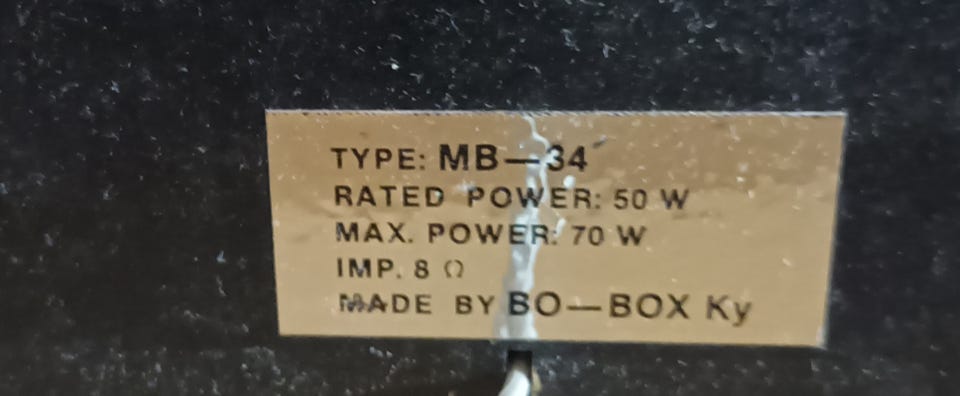 TYPE: MB—34
RATED POWER: 50 W
MAX. POWER: 70 W
IMP. 8 Ω
MADE BY BO—BOX Ky